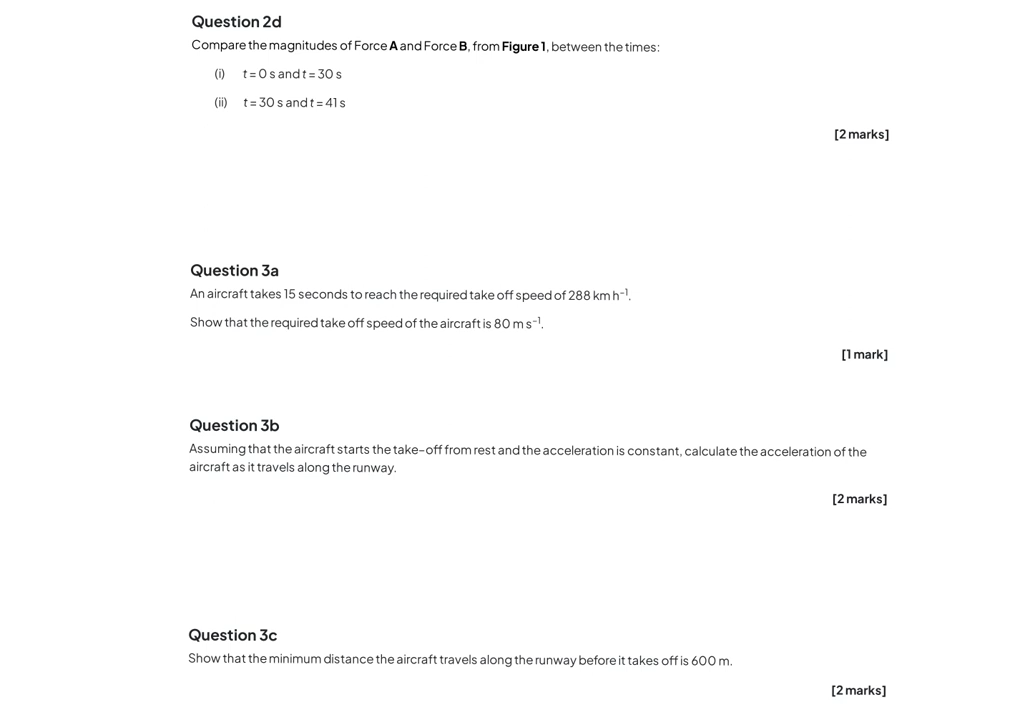 Question 2d
Compare the magnitudes of Force A and Force B, from Figure 1, between the times:
(i) t = 0 s and t = 30 s
(ii) t = 30 s and t = 41 s
[2 marks]
Question 3a
An aircraft takes 15 seconds to reach the required take off speed of 288 km h⁻¹.
Show that the required take off speed of the aircraft is 80 m s⁻¹.
[1 mark]
Question 3b
Assuming that the aircraft starts the take-off from rest and the acceleration is constant, calculate the acceleration of the
aircraft as it travels along the runway.
[2 marks]
Question 3c
Show that the minimum distance the aircraft travels along the runway before it takes off is 600 m.
[2 marks]